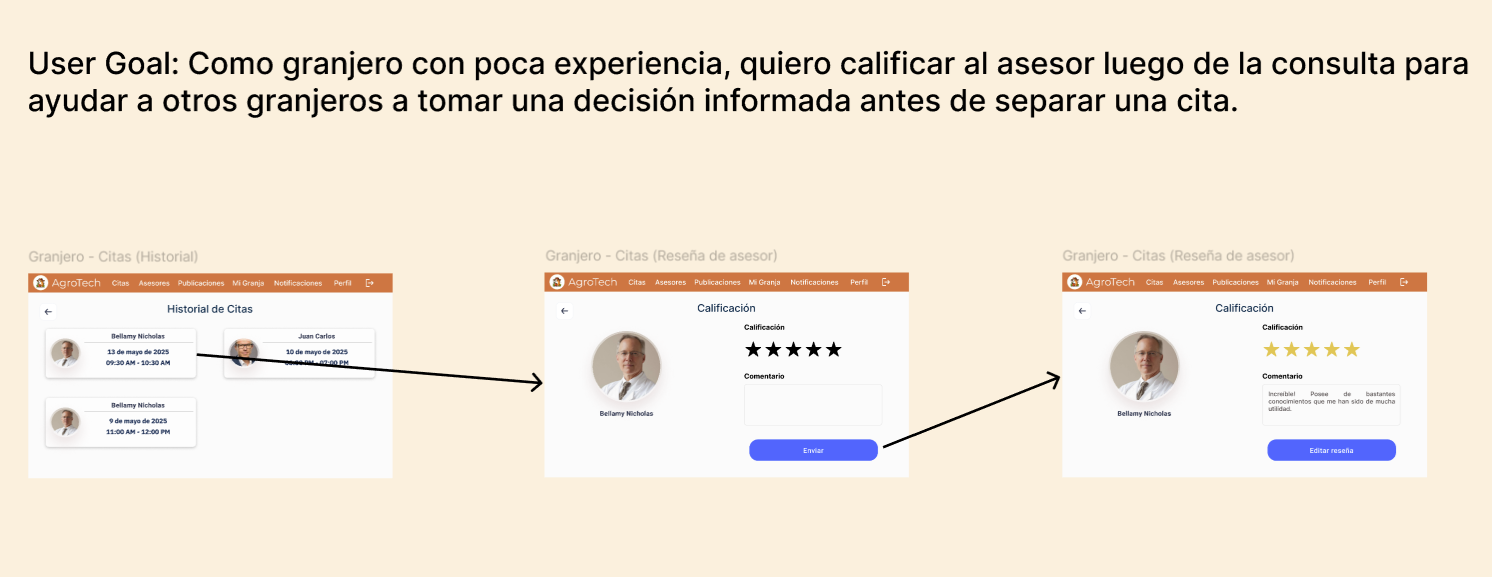 User Goal: Como granjero con poca experiencia, quiero calificar al asesor luego de la consulta para
ayudar a otros granjeros a tomar una decisión informada antes de separar una cita.
Granjero - Citas (Historial)
AgroTech Citas Asesores Publicaciones Mi Granja Notificaciones Perfil
Historial de Citas
Bellamy Nicholas
13 de mayo de 2025
09:30 AM - 10:30 AM
Juan Carlos
10 de mayo de 2025
PM - 07:00 PM
Bellamy Nicholas
9 de mayo de 2025
11:00 AM - 12:00 PM
Granjero - Citas (Reseña de asesor)
AgroTech Citas Asesores Publicaciones Mi Granja Notificaciones Perfil
Calificación
Bellamy Nicholas
Calificación
Comentario
Enviar
Granjero - Citas (Reseña de asesor)
AgroTech Citas Asesores Publicaciones Mi Granja Notificaciones Perfil
Calificación
Bellamy Nicholas
Calificación
Comentario
Increíble! Posee de bastantes
conocimientos que me han sido de mucha
utilidad.
Editar reseña